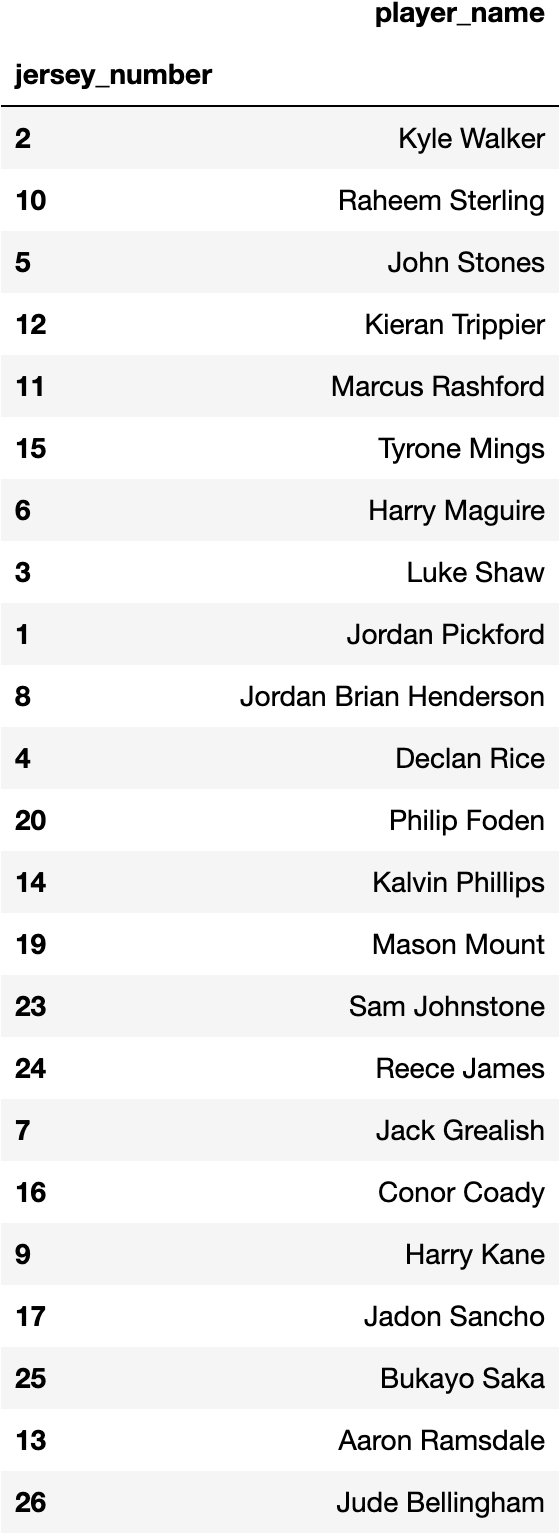 player_name
jersey_number
2 Kyle Walker
10 Raheem Sterling
5 John Stones
12 Kieran Trippier
11 Marcus Rashford
15 Tyrone Mings
6 Harry Maguire
3 Luke Shaw
1 Jordan Pickford
8 Jordan Brian Henderson
4 Declan Rice
20 Philip Foden
14 Kalvin Phillips
19 Mason Mount
23 Sam Johnstone
24 Reece James
7 Jack Grealish
16 Conor Coady
9 Harry Kane
17 Jadon Sancho
25 Bukayo Saka
13 Aaron Ramsdale
26 Jude Bellingham